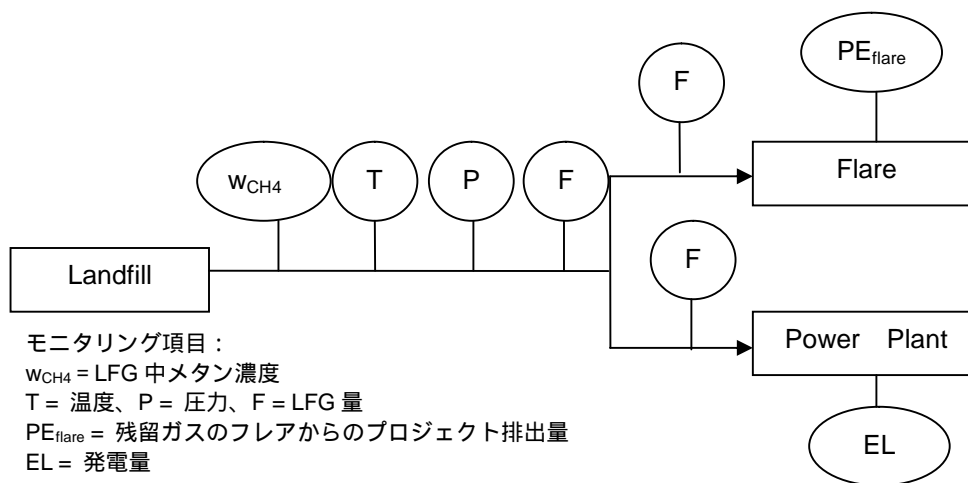 PEflare
F
Flare
wCH4
T
P
F
F
Landfill
Power Plant
EL
モニタリング項目：
wCH4 = LFG 中メタン濃度
T = 温度、P = 圧力、F = LFG 量
PEflare = 残留ガスのフレアからのプロジェクト排出量
EL = 発電量